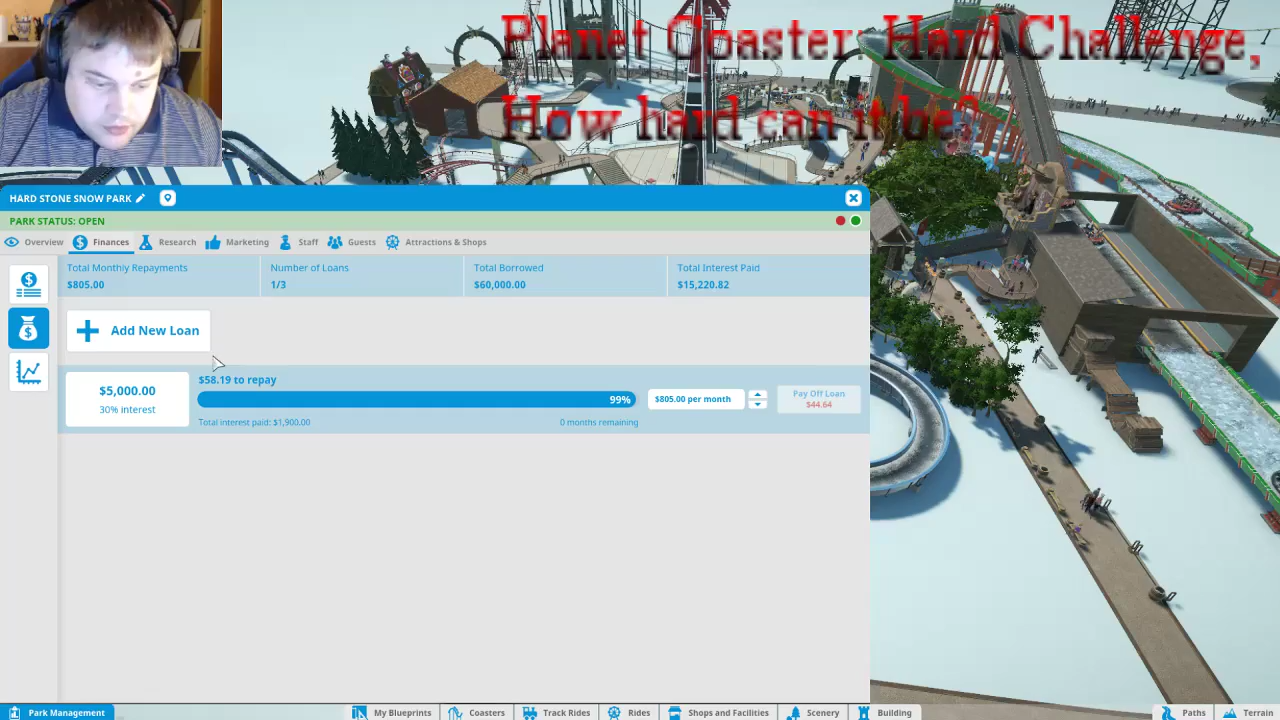 Planet Coaster: Hard Challenge,
How hard can it be?
HARD STONE SNOW PARK
PARK STATUS: OPEN
Overview Finances Research Marketing Staff Guests Attractions & Shops
Total Monthly Repayments Number of Loans Total Borrowed Total Interest Paid
$805.00 1/3 $60,000.00 $15,220.82
Add New Loan
$5,000.00
30% interest
$58.19 to repay
99%
Total interest paid: $1,900.00 0 months remaining
$805.00 per month
Pay Off Loan
$44.64
Park Management My Blueprints Coasters Track Rides Rides Shops and Facilities Scenery Building Paths Terrain